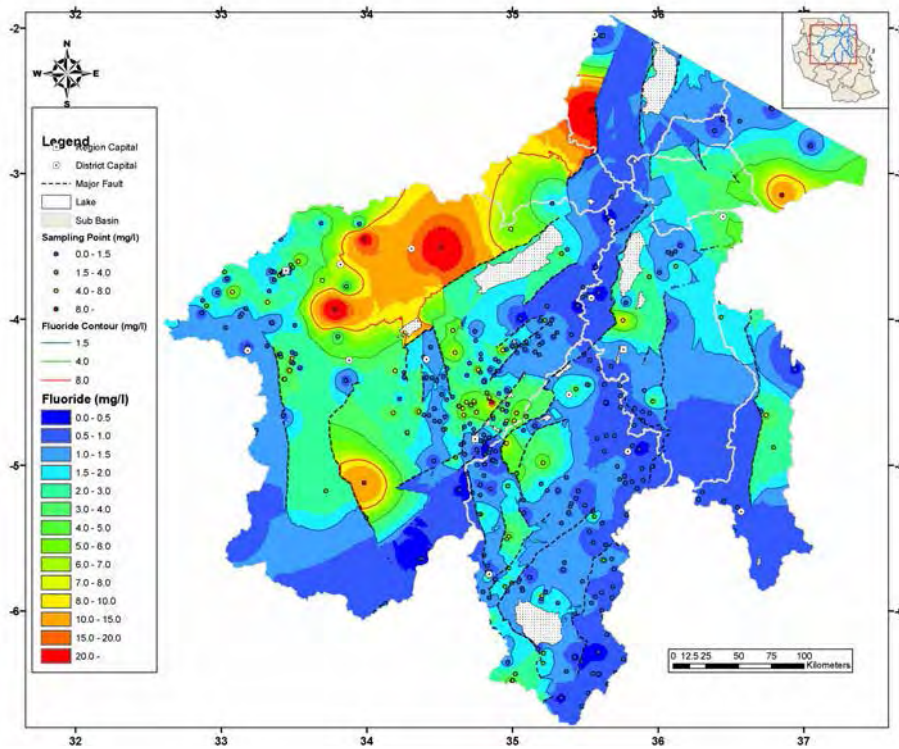 32 33 34 35 36 37
-2
-3
-4
-5
-6
N
W E
S
Legend
Region Capital
District Capital
Major Fault
Lake
Sub Basin
Sampling Point (mg/l)
0.0 - 1.5
1.5 - 4.0
4.0 - 8.0
8.0 -
Fluoride Contour (mg/l)
1.5
4.0
8.0
Fluoride (mg/l)
0.0 - 0.5
0.5 - 1.0
1.0 - 1.5
1.5 - 2.0
2.0 - 3.0
3.0 - 4.0
4.0 - 5.0
5.0 - 6.0
6.0 - 7.0
7.0 - 8.0
8.0 - 10.0
10.0 - 15.0
15.0 - 20.0
20.0 -
0 12.5 25 50 75 100
Kilometers
32 33 34 35 36 37